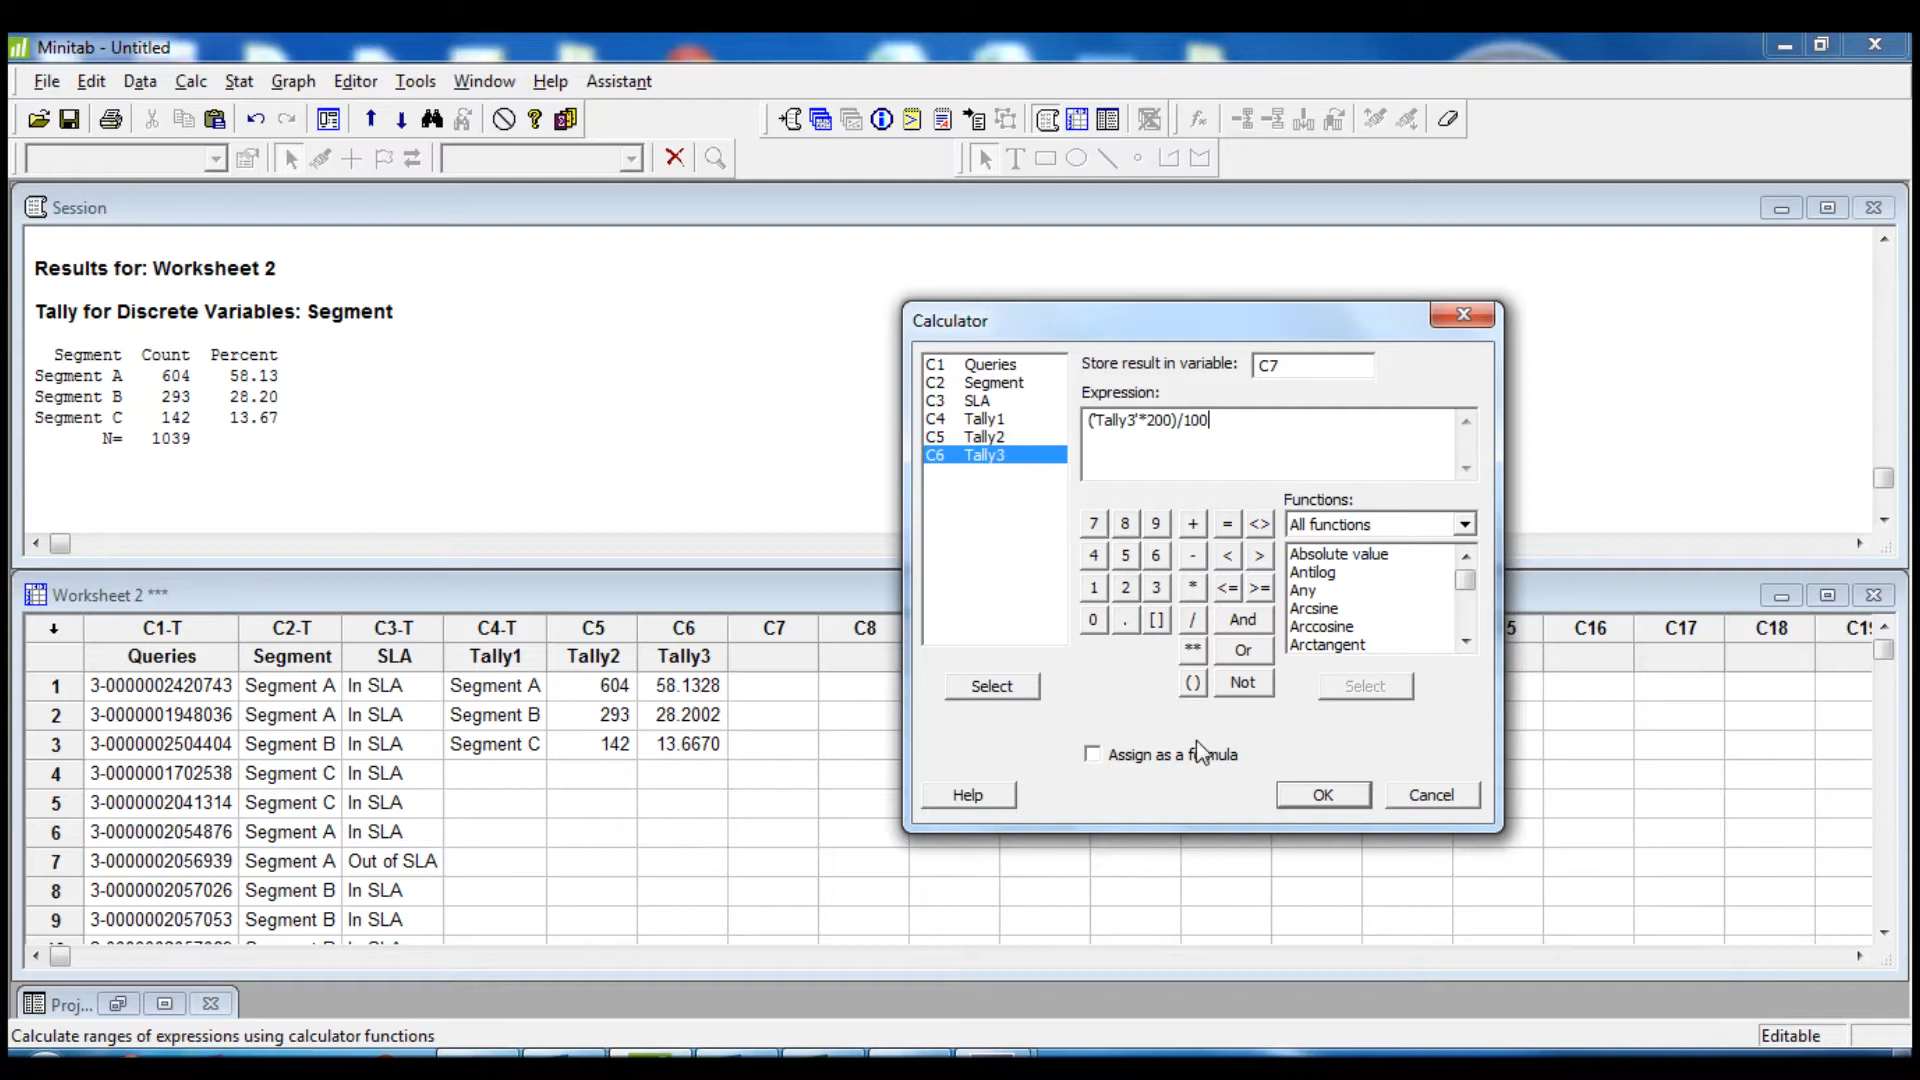 Minitab - Untitled
File Edit Data Calc Stat Graph Editor Tools Window Help Assistant
Session
Results for: Worksheet 2
Tally for Discrete Variables: Segment
Segment Count Percent
Segment A 604 58.13
Segment B 293 28.20
Segment C 142 13.67
N= 1039
Calculator
C1 Queries
C2 Segment
C3 SLA
C4 Tally1
C5 Tally2
C6 Tally3
Store result in variable: C7
Expression:
('Tally3'*200)/100
Functions:
All functions
7 8 9 + = <>
4 5 6 - < >
1 2 3 * <= >=
0 . [ ] / And
** Or
( ) Not
Absolute value
Antilog
Any
Arcsine
Arccosine
Arctangent
Select
Select
Assign as a formula
Help OK Cancel
Worksheet 2 ***
C1-T C2-T C3-T C4-T C5 C6 C7 C8 5 C16 C17 C18 C1
Queries Segment SLA Tally1 Tally2 Tally3
1 3-0000002420743 Segment A In SLA Segment A 604 58.1328
2 3-0000001948036 Segment A In SLA Segment B 293 28.2002
3 3-0000002504404 Segment B In SLA Segment C 142 13.6670
4 3-0000001702538 Segment C In SLA
5 3-0000002041314 Segment C In SLA
6 3-0000002054876 Segment A In SLA
7 3-0000002056939 Segment A Out of SLA
8 3-0000002057026 Segment B In SLA
9 3-0000002057053 Segment B In SLA
Proj...
Calculate ranges of expressions using calculator functions
Editable